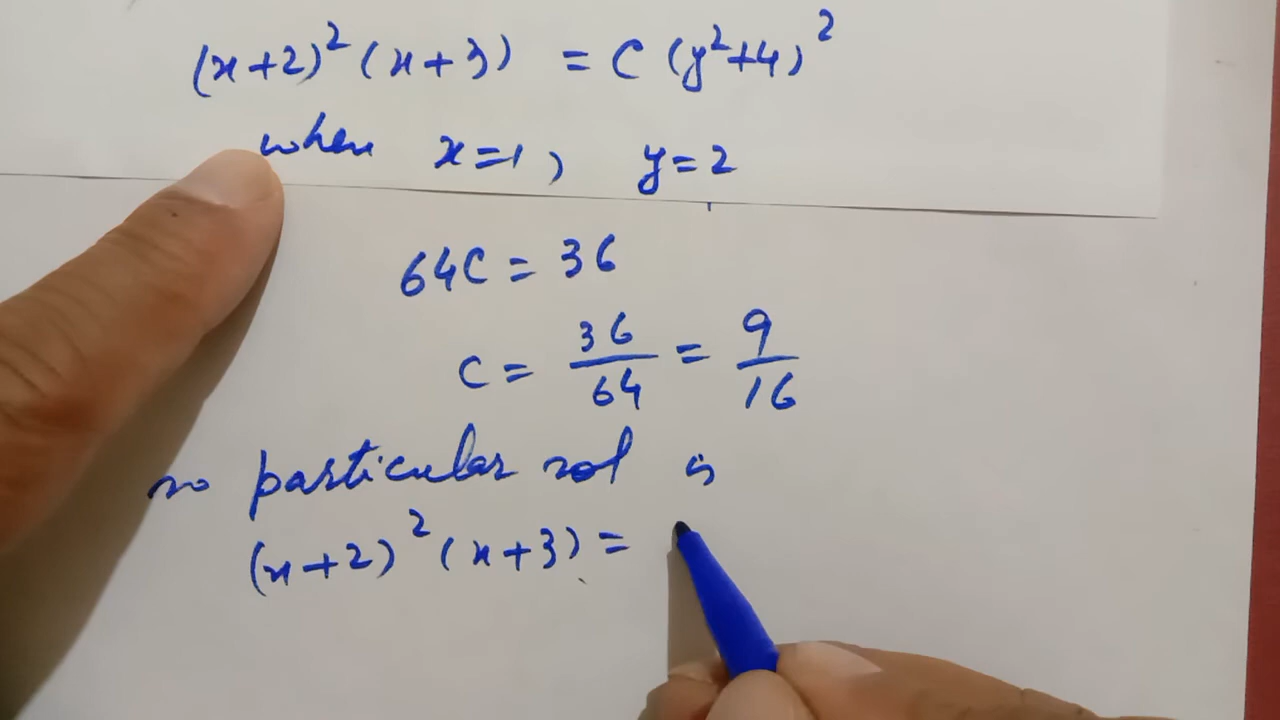 (x+2)² (x+3) = C (y²+4)²
when x=1, y=2
64C = 36
C = 36/64 = 9/16
so particular sol is
(x+2)² (x+3) =